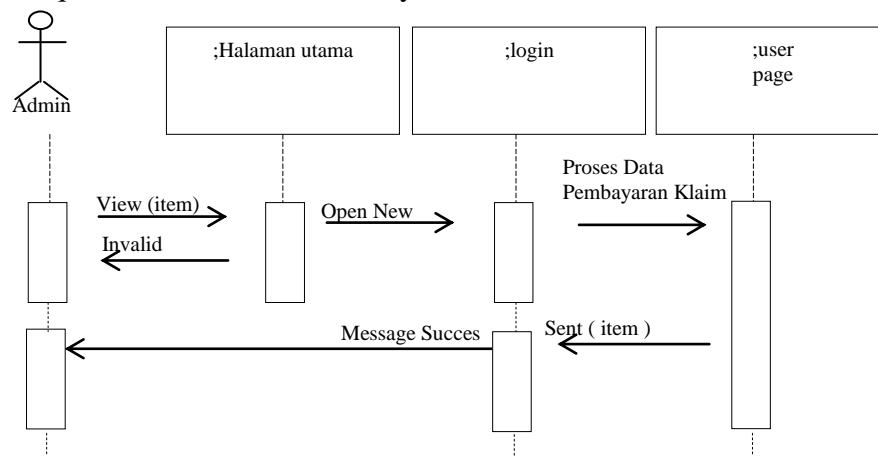 ;Halaman utama
;login
;user
page
Admin
Proses Data
Pembayaran Klaim
View (item)
Open New
Invalid
Message Succes
Sent ( item )